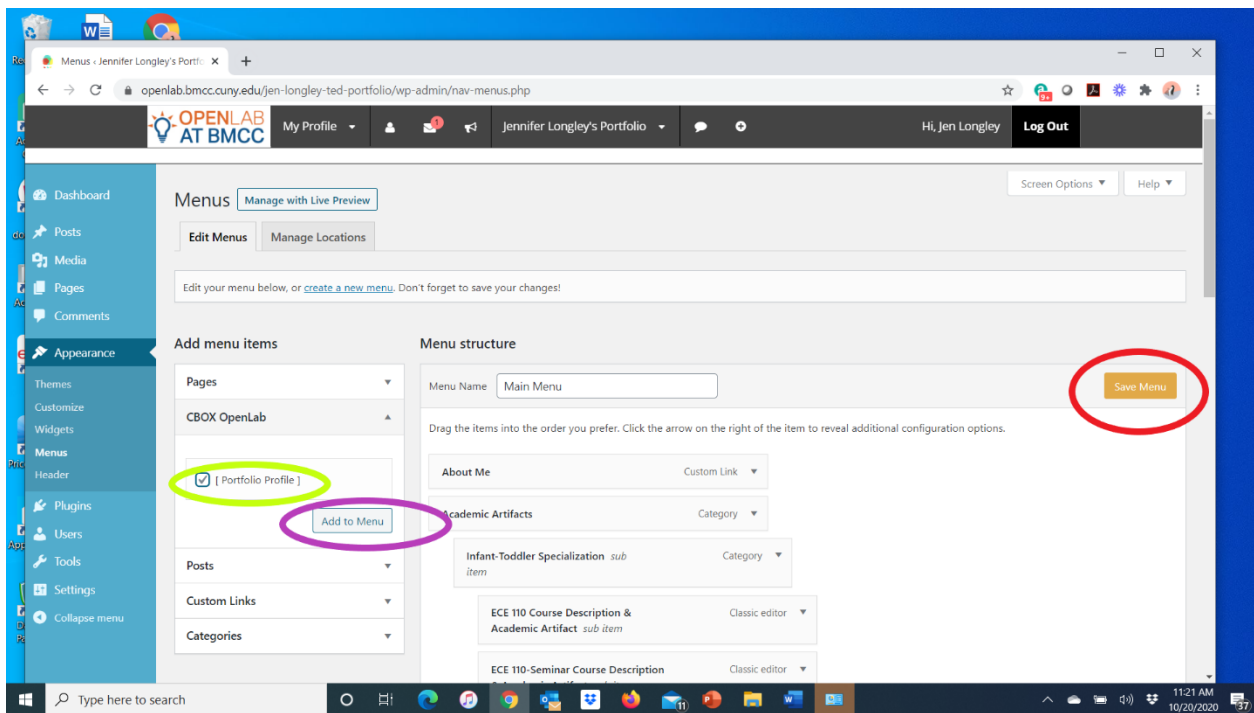 Menus ‹ Jennifer Longley's Portfo
openlab.bmcc.cuny.edu/jen-longley-ted-portfolio/wp-admin/nav-menus.php
9+
OPENLAB
AT BMCC
My Profile
1
Jennifer Longley's Portfolio
Hi, Jen Longley
Log Out
Screen Options
Help
Dashboard
Posts
Media
Pages
Comments
Appearance
Themes
Customize
Widgets
Menus
Header
Plugins
Users
Tools
Settings
Collapse menu
Menus
Manage with Live Preview
Edit Menus
Manage Locations
Edit your menu below, or create a new menu. Don't forget to save your changes!
Add menu items
Pages
CBOX OpenLab
[ Portfolio Profile ]
Add to Menu
Posts
Custom Links
Categories
Menu structure
Menu Name
Main Menu
Save Menu
Drag the items into the order you prefer. Click the arrow on the right of the item to reveal additional configuration options.
About Me
Custom Link
Academic Artifacts
Category
Infant-Toddler Specialization sub
item
Category
ECE 110 Course Description &
Academic Artifact sub item
Classic editor
ECE 110-Seminar Course Description
Classic editor
Type here to search
11
11:21 AM
10/20/2020
37